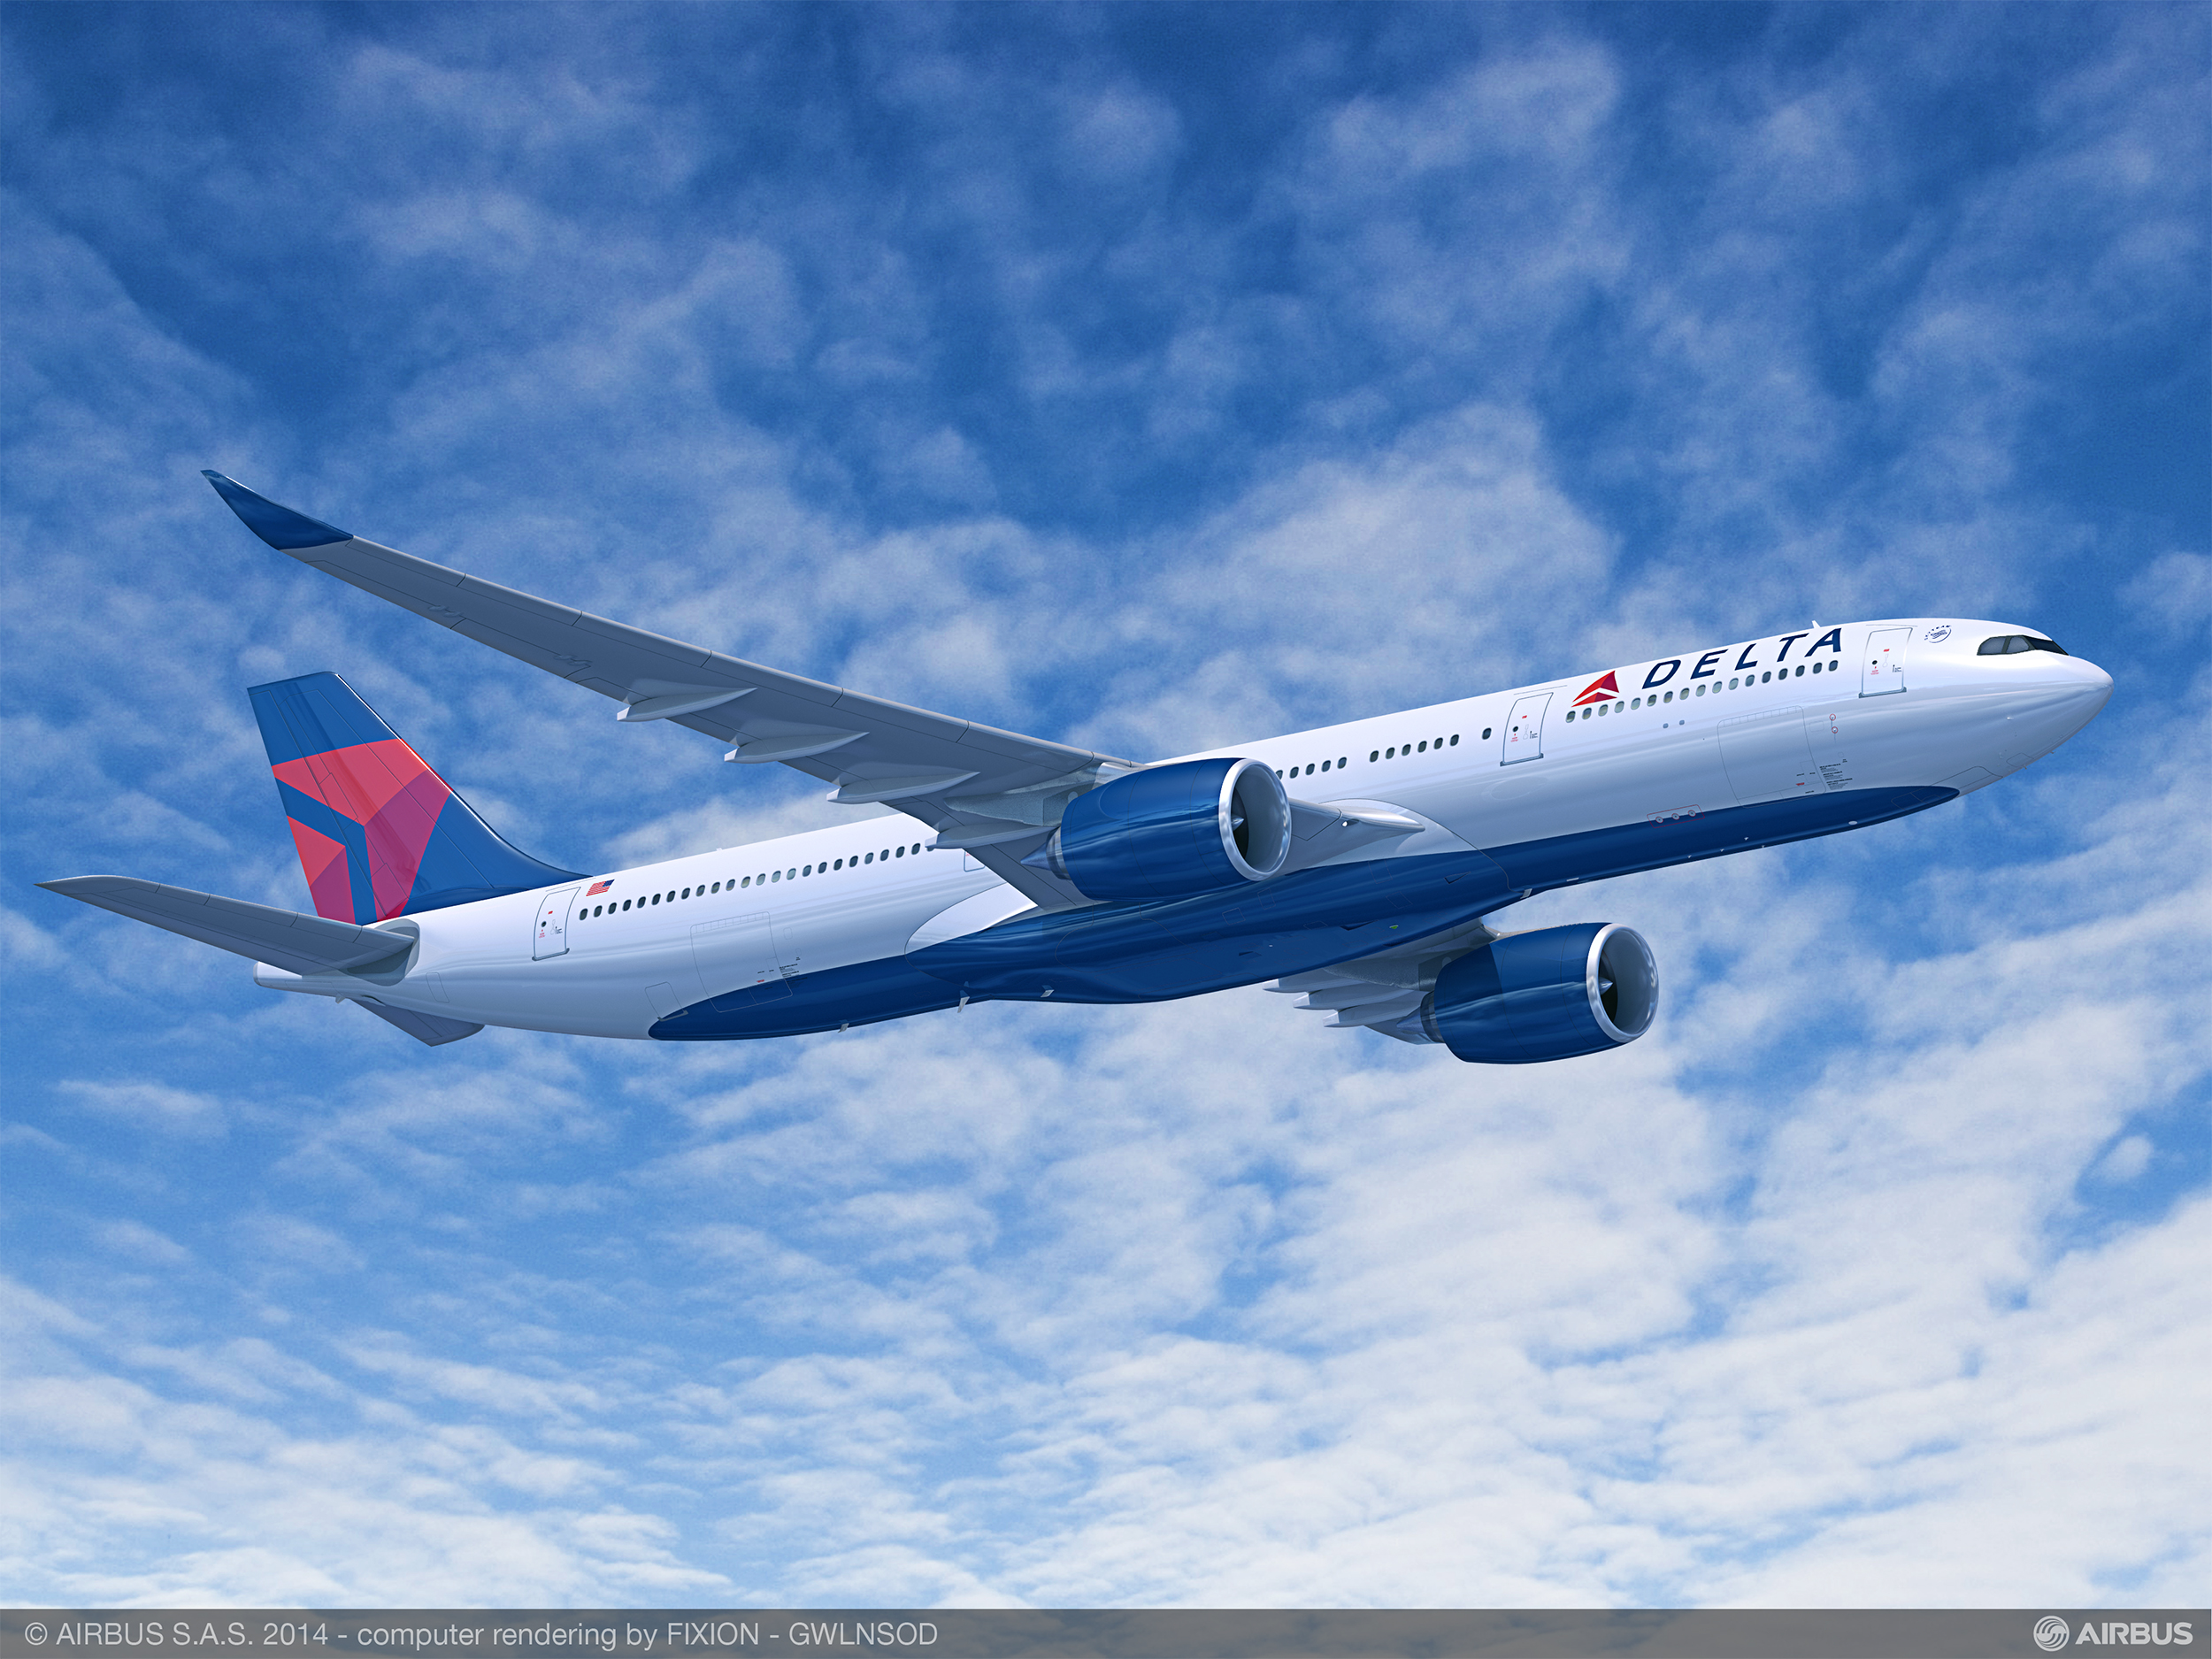 DELTA
© AIRBUS S.A.S. 2014 - computer rendering by FIXION - GWLNSOD
AIRBUS